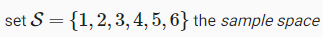 set S = {1, 2, 3, 4, 5, 6} the sample space